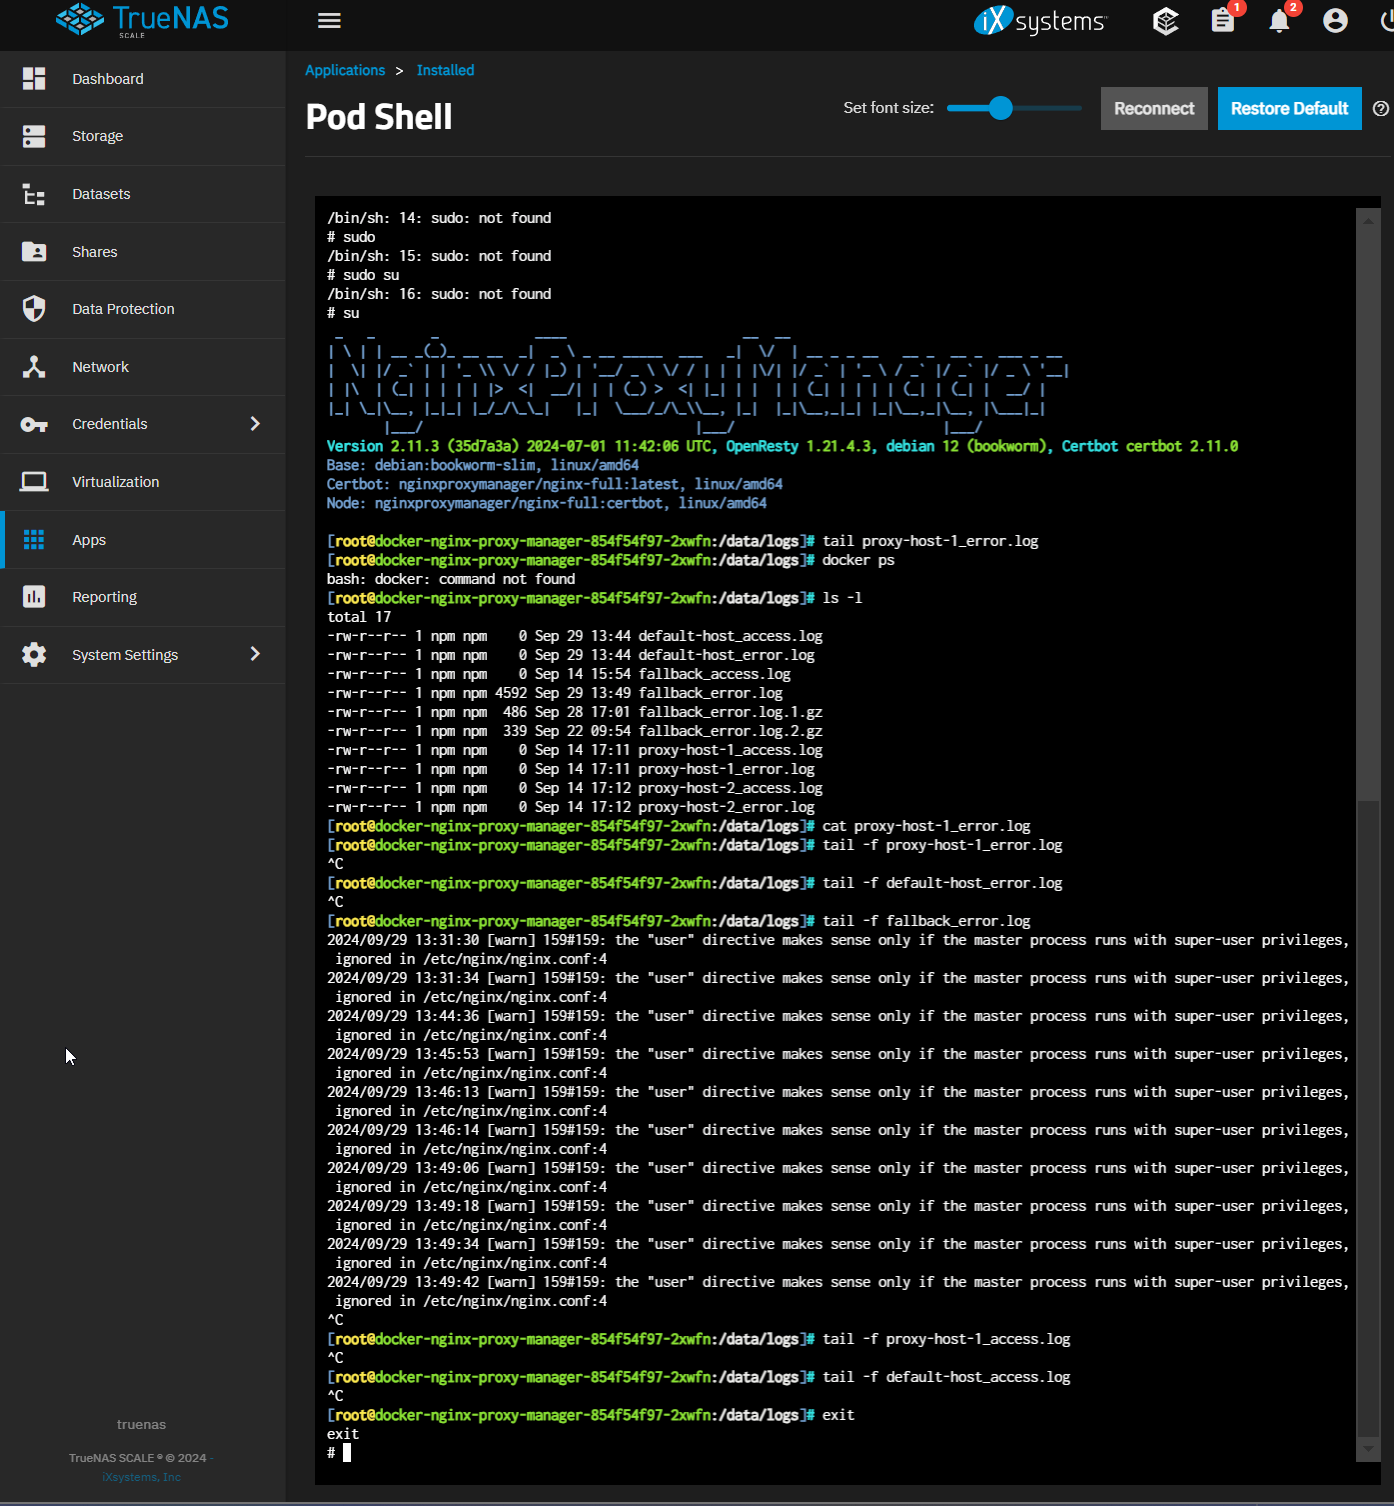 TrueNAS
SCALE
iXsystems
1
2
Dashboard
Storage
Datasets
Shares
Data Protection
Network
Credentials
Virtualization
Apps
Reporting
System Settings
truenas
TrueNAS SCALE ® © 2024 -
iXsystems, Inc
Applications > Installed
Pod Shell
Set font size:
Reconnect
Restore Default
/bin/sh: 14: sudo: not found
# sudo
/bin/sh: 15: sudo: not found
# sudo su
/bin/sh: 16: sudo: not found
# su
NginxProxyManager
Version 2.11.3 (35d7a3a) 2024-07-01 11:42:06 UTC, OpenResty 1.21.4.3, debian 12 (bookworm), Certbot certbot 2.11.0
Base: debian:bookworm-slim, linux/amd64
Certbot: nginxproxymanager/nginx-full:latest, linux/amd64
Node: nginxproxymanager/nginx-full:certbot, linux/amd64
[root@docker-nginx-proxy-manager-854f54f97-2xwfn:/data/logs]# tail proxy-host-1_error.log
[root@docker-nginx-proxy-manager-854f54f97-2xwfn:/data/logs]# docker ps
bash: docker: command not found
[root@docker-nginx-proxy-manager-854f54f97-2xwfn:/data/logs]# ls -l
total 17
-rw-r--r-- 1 npm npm    0 Sep 29 13:44 default-host_access.log
-rw-r--r-- 1 npm npm    0 Sep 29 13:44 default-host_error.log
-rw-r--r-- 1 npm npm    0 Sep 14 15:54 fallback_access.log
-rw-r--r-- 1 npm npm 4592 Sep 29 13:49 fallback_error.log
-rw-r--r-- 1 npm npm  486 Sep 28 17:01 fallback_error.log.1.gz
-rw-r--r-- 1 npm npm  339 Sep 22 09:54 fallback_error.log.2.gz
-rw-r--r-- 1 npm npm    0 Sep 14 17:11 proxy-host-1_access.log
-rw-r--r-- 1 npm npm    0 Sep 14 17:11 proxy-host-1_error.log
-rw-r--r-- 1 npm npm    0 Sep 14 17:12 proxy-host-2_access.log
-rw-r--r-- 1 npm npm    0 Sep 14 17:12 proxy-host-2_error.log
[root@docker-nginx-proxy-manager-854f54f97-2xwfn:/data/logs]# cat proxy-host-1_error.log
[root@docker-nginx-proxy-manager-854f54f97-2xwfn:/data/logs]# tail -f proxy-host-1_error.log
^C
[root@docker-nginx-proxy-manager-854f54f97-2xwfn:/data/logs]# tail -f default-host_error.log
^C
[root@docker-nginx-proxy-manager-854f54f97-2xwfn:/data/logs]# tail -f fallback_error.log
2024/09/29 13:31:30 [warn] 159#159: the "user" directive makes sense only if the master process runs with super-user privileges,
ignored in /etc/nginx/nginx.conf:4
2024/09/29 13:31:34 [warn] 159#159: the "user" directive makes sense only if the master process runs with super-user privileges,
ignored in /etc/nginx/nginx.conf:4
2024/09/29 13:44:36 [warn] 159#159: the "user" directive makes sense only if the master process runs with super-user privileges,
ignored in /etc/nginx/nginx.conf:4
2024/09/29 13:45:53 [warn] 159#159: the "user" directive makes sense only if the master process runs with super-user privileges,
ignored in /etc/nginx/nginx.conf:4
2024/09/29 13:46:13 [warn] 159#159: the "user" directive makes sense only if the master process runs with super-user privileges,
ignored in /etc/nginx/nginx.conf:4
2024/09/29 13:46:14 [warn] 159#159: the "user" directive makes sense only if the master process runs with super-user privileges,
ignored in /etc/nginx/nginx.conf:4
2024/09/29 13:49:06 [warn] 159#159: the "user" directive makes sense only if the master process runs with super-user privileges,
ignored in /etc/nginx/nginx.conf:4
2024/09/29 13:49:18 [warn] 159#159: the "user" directive makes sense only if the master process runs with super-user privileges,
ignored in /etc/nginx/nginx.conf:4
2024/09/29 13:49:34 [warn] 159#159: the "user" directive makes sense only if the master process runs with super-user privileges,
ignored in /etc/nginx/nginx.conf:4
2024/09/29 13:49:42 [warn] 159#159: the "user" directive makes sense only if the master process runs with super-user privileges,
ignored in /etc/nginx/nginx.conf:4
^C
[root@docker-nginx-proxy-manager-854f54f97-2xwfn:/data/logs]# tail -f proxy-host-1_access.log
^C
[root@docker-nginx-proxy-manager-854f54f97-2xwfn:/data/logs]# tail -f default-host_access.log
^C
[root@docker-nginx-proxy-manager-854f54f97-2xwfn:/data/logs]# exit
exit
#